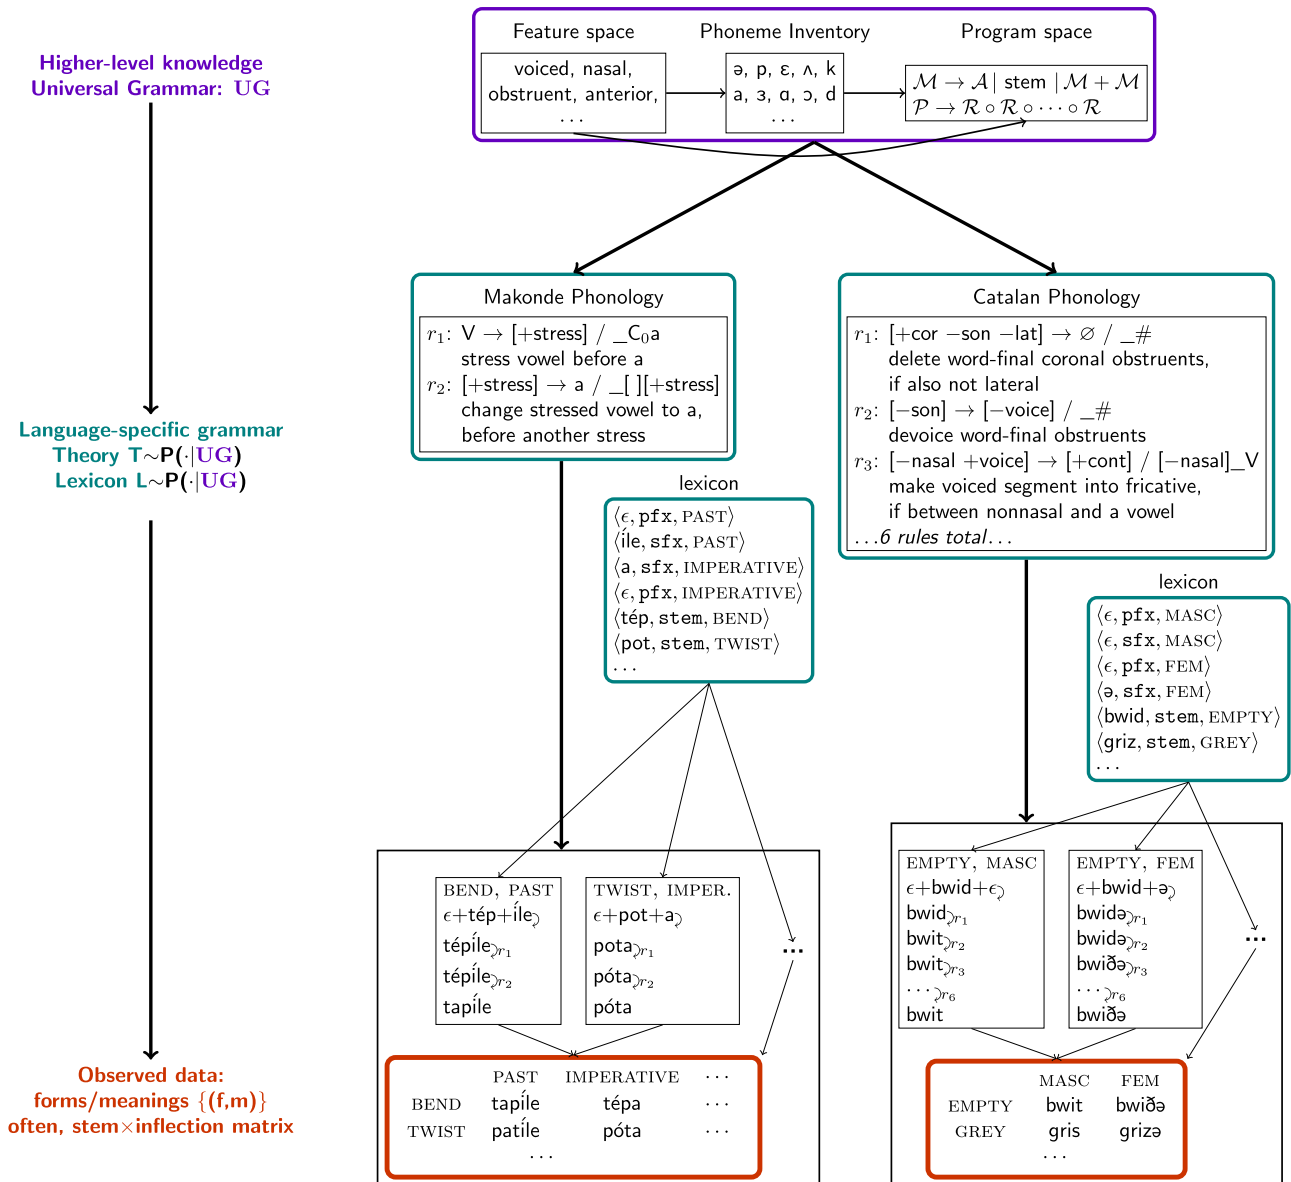 Higher-level knowledge
Universal Grammar: UG
Feature space
voiced, nasal,
obstruent, anterior,
...
Phoneme Inventory
ə, p, ɛ, ʌ, k
a, ɜ, ɑ, ɔ, d
...
Program space
ℳ → 𝒜 | stem | ℳ + ℳ
𝒫 → ℛ ∘ ℛ ∘ ⋯ ∘ ℛ
Language-specific grammar
Theory T∼P(·|UG)
Lexicon L∼P(·|UG)
Makonde Phonology
r₁: V → [+stress] / _C₀a
stress vowel before a
r₂: [+stress] → a / _[ ][+stress]
change stressed vowel to a,
before another stress
lexicon
⟨ϵ, pfx, PAST⟩
⟨íle, sfx, PAST⟩
⟨a, sfx, IMPERATIVE⟩
⟨ϵ, pfx, IMPERATIVE⟩
⟨tép, stem, BEND⟩
⟨pot, stem, TWIST⟩
...
Catalan Phonology
r₁: [+cor −son −lat] → ∅ / _#
delete word-final coronal obstruents,
if also not lateral
r₂: [−son] → [−voice] / _#
devoice word-final obstruents
r₃: [−nasal +voice] → [+cont] / [−nasal]_V
make voiced segment into fricative,
if between nonnasal and a vowel
...6 rules total...
lexicon
⟨ϵ, pfx, MASC⟩
⟨ϵ, sfx, MASC⟩
⟨ϵ, pfx, FEM⟩
⟨ə, sfx, FEM⟩
⟨bwid, stem, EMPTY⟩
⟨griz, stem, GREY⟩
...
BEND, PAST
ϵ+tép+íle
tépíle r₁
tépíle r₂
tapíle
TWIST, IMPER.
ϵ+pot+a
pota r₁
póta r₂
póta
...
EMPTY, MASC
ϵ+bwid+ϵ
bwid r₁
bwit r₂
bwit r₃
... r₆
bwit
EMPTY, FEM
ϵ+bwid+ə
bwidə r₁
bwidə r₂
bwiðə r₃
... r₆
bwiðə
...
Observed data:
forms/meanings {(f,m)}
often, stem×inflection matrix
PAST IMPERATIVE ...
BEND tapíle tépa ...
TWIST patíle póta ...
...
MASC FEM
EMPTY bwit bwiðə
GREY gris grizə
...